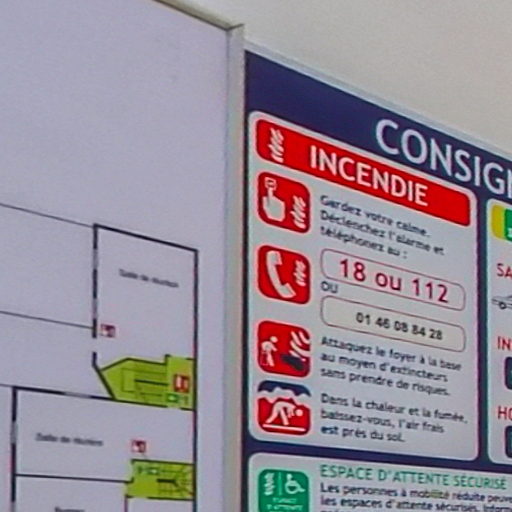 CONSIGN
INCENDIE
Gardez votre calme.
Déclenchez l'alarme et
téléphonez au :
18 ou 112
OU
01 46 08 84 28
Attaquez le foyer à la base
au moyen d'extincteurs
sans prendre de risques.
Dans la chaleur et la fumée,
baissez-vous, l'air frais
est près du sol.
ESPACE D'ATTENTE SÉCURISÉ
Les personnes à mobilité réduite peuve
les espaces d'attente sécurisés. Inform
SA
IN
HO
Salle de réunion
Salle de réunion